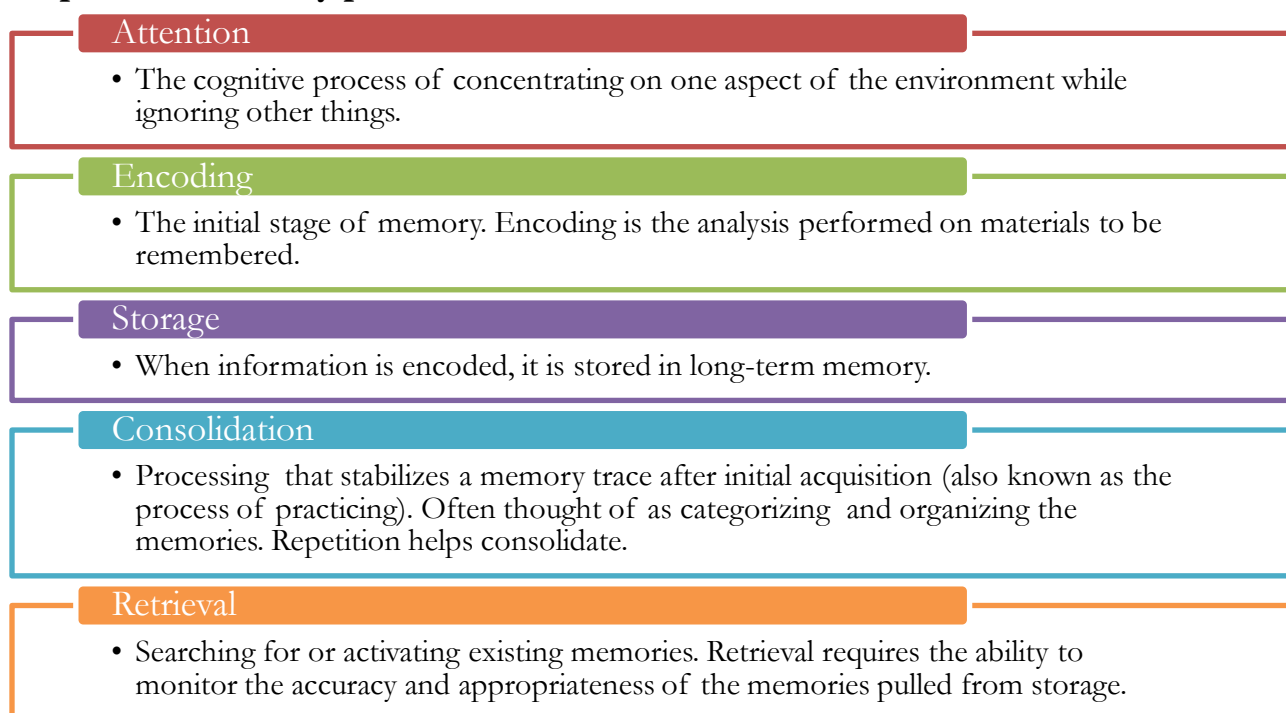 Attention
• The cognitive process of concentrating on one aspect of the environment while
ignoring other things.
Encoding
• The initial stage of memory. Encoding is the analysis performed on materials to be
remembered.
Storage
• When information is encoded, it is stored in long-term memory.
Consolidation
• Processing that stabilizes a memory trace after initial acquisition (also known as the
process of practicing). Often thought of as categorizing and organizing the
memories. Repetition helps consolidate.
Retrieval
• Searching for or activating existing memories. Retrieval requires the ability to
monitor the accuracy and appropriateness of the memories pulled from storage.